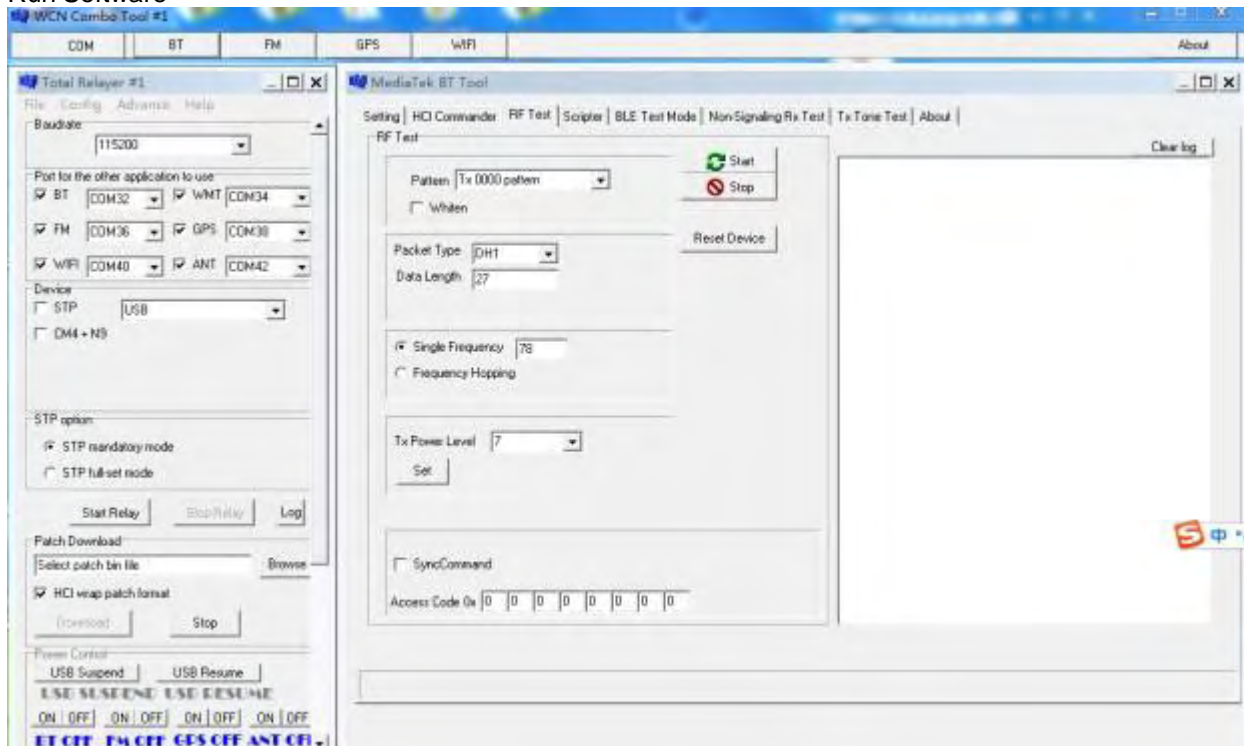 Run Software
WCN Combo Tool #1
COM BT FM GPS WIFI About
Total Relayer #1
File Config Advance Help
Baudrate
115200
Port for the other application to use
BT COM32 WMT COM34
FM COM36 GPS COM38
WIFI COM40 ANT COM42
Device
STP USB
CM4 + N9
STP option
STP mandatory mode
STP full-set mode
Start Relay Stop Relay Log
Patch Download
Select patch bin file Browse
HCI wrap patch format
Download Stop
Power Control
USB Suspend USB Resume
USB SUSPEND USB RESUME
ON OFF ON OFF ON OFF ON OFF
BT OFF FM OFF GPS OFF ANT OFF
MediaTek BT Tool
Setting HCI Commander RF Test Scripter BLE Test Mode Non-Signaling Rx Test Tx Tone Test About
RF Test
Clear log
Pattern Tx 0000 pattern
Whiten
Start
Stop
Reset Device
Packet Type DH1
Data Length 27
Single Frequency 78
Frequency Hopping
Tx Power Level 7
Set
SyncCommand
Access Code 0x 0 0 0 0 0 0 0 0
S 中